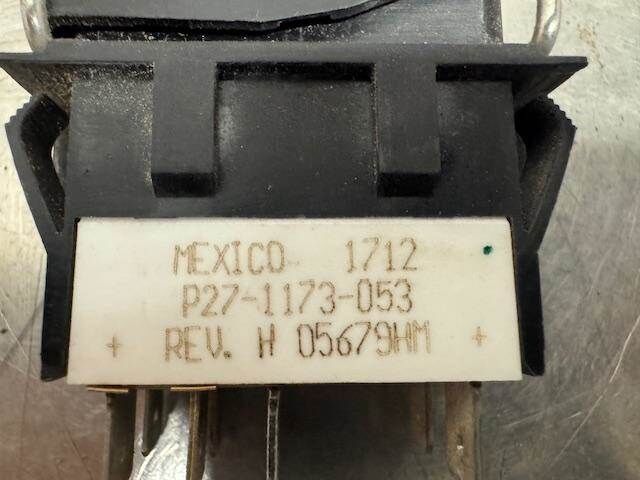 MEXICO 1712
P27-1173-053
+ REV. H 05679HM +